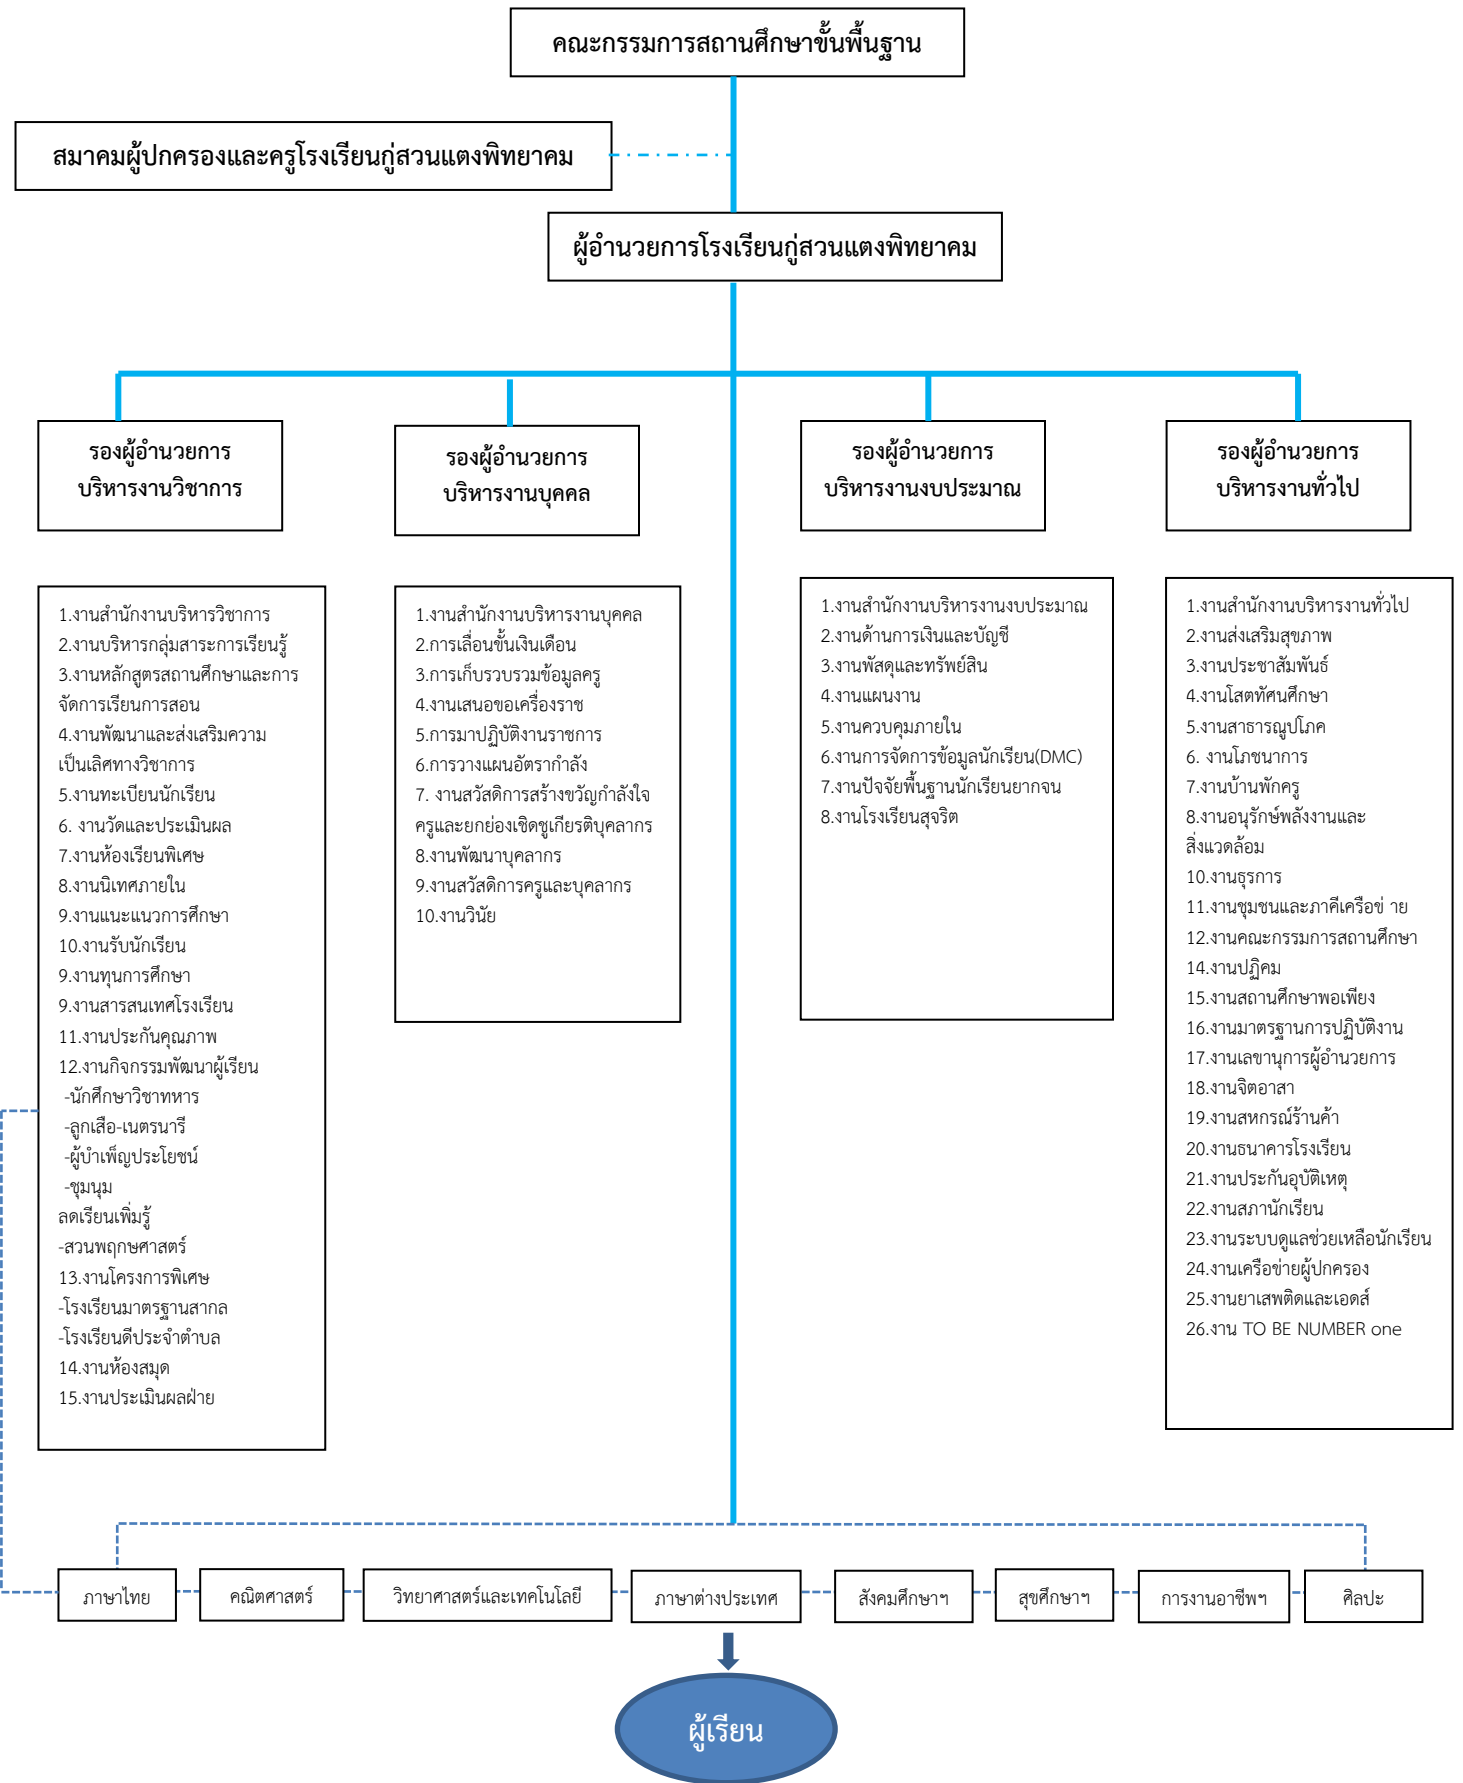 คณะกรรมการสถานศึกษาขั้นพื้นฐาน
สมาคมผู้ปกครองและครูโรงเรียนกู่สวนแตงพิทยาคม
ผู้อำนวยการโรงเรียนกู่สวนแตงพิทยาคม
รองผู้อำนวยการ
บริหารงานวิชาการ
รองผู้อำนวยการ
บริหารงานบุคคล
รองผู้อำนวยการ
บริหารงานงบประมาณ
รองผู้อำนวยการ
บริหารงานทั่วไป
1.งานสำนักงานบริหารวิชาการ
2.งานบริหารกลุ่มสาระการเรียนรู้
3.งานหลักสูตรสถานศึกษาและการ
จัดการเรียนการสอน
4.งานพัฒนาและส่งเสริมความ
เป็นเลิศทางวิชาการ
5.งานทะเบียนนักเรียน
6. งานวัดและประเมินผล
7.งานห้องเรียนพิเศษ
8.งานนิเทศภายใน
9.งานแนะแนวการศึกษา
10.งานรับนักเรียน
9.งานทุนการศึกษา
9.งานสารสนเทศโรงเรียน
11.งานประกันคุณภาพ
12.งานกิจกรรมพัฒนาผู้เรียน
-นักศึกษาวิชาทหาร
-ลูกเสือ-เนตรนารี
-ผู้บำเพ็ญประโยชน์
-ชุมนุม
ลดเรียนเพิ่มรู้
-สวนพฤกษศาสตร์
13.งานโครงการพิเศษ
-โรงเรียนมาตรฐานสากล
-โรงเรียนดีประจำตำบล
14.งานห้องสมุด
15.งานประเมินผลฝ่าย
1.งานสำนักงานบริหารงานบุคคล
2.การเลื่อนขั้นเงินเดือน
3.การเก็บรวบรวมข้อมูลครู
4.งานเสนอขอเครื่องราช
5.การมาปฏิบัติงานราชการ
6.การวางแผนอัตรากำลัง
7. งานสวัสดิการสร้างขวัญกำลังใจ
ครูและยกย่องเชิดชูเกียรติบุคลากร
8.งานพัฒนาบุคลากร
9.งานสวัสดิการครูและบุคลากร
10.งานวินัย
1.งานสำนักงานบริหารงานงบประมาณ
2.งานด้านการเงินและบัญชี
3.งานพัสดุและทรัพย์สิน
4.งานแผนงาน
5.งานควบคุมภายใน
6.งานการจัดการข้อมูลนักเรียน(DMC)
7.งานปัจจัยพื้นฐานนักเรียนยากจน
8.งานโรงเรียนสุจริต
1.งานสำนักงานบริหารงานทั่วไป
2.งานส่งเสริมสุขภาพ
3.งานประชาสัมพันธ์
4.งานโสตทัศนศึกษา
5.งานสาธารณูปโภค
6. งานโภชนาการ
7.งานบ้านพักครู
8.งานอนุรักษ์พลังงานและ
สิ่งแวดล้อม
10.งานธุรการ
11.งานชุมชนและภาคีเครือข่ าย
12.งานคณะกรรมการสถานศึกษา
14.งานปฏิคม
15.งานสถานศึกษาพอเพียง
16.งานมาตรฐานการปฏิบัติงาน
17.งานเลขานุการผู้อำนวยการ
18.งานจิตอาสา
19.งานสหกรณ์ร้านค้า
20.งานธนาคารโรงเรียน
21.งานประกันอุบัติเหตุ
22.งานสภานักเรียน
23.งานระบบดูแลช่วยเหลือนักเรียน
24.งานเครือข่ายผู้ปกครอง
25.งานยาเสพติดและเอดส์
26.งาน TO BE NUMBER one
ภาษาไทย
คณิตศาสตร์
วิทยาศาสตร์และเทคโนโลยี
ภาษาต่างประเทศ
สังคมศึกษาฯ
สุขศึกษาฯ
การงานอาชีพฯ
ศิลปะ
ผู้เรียน